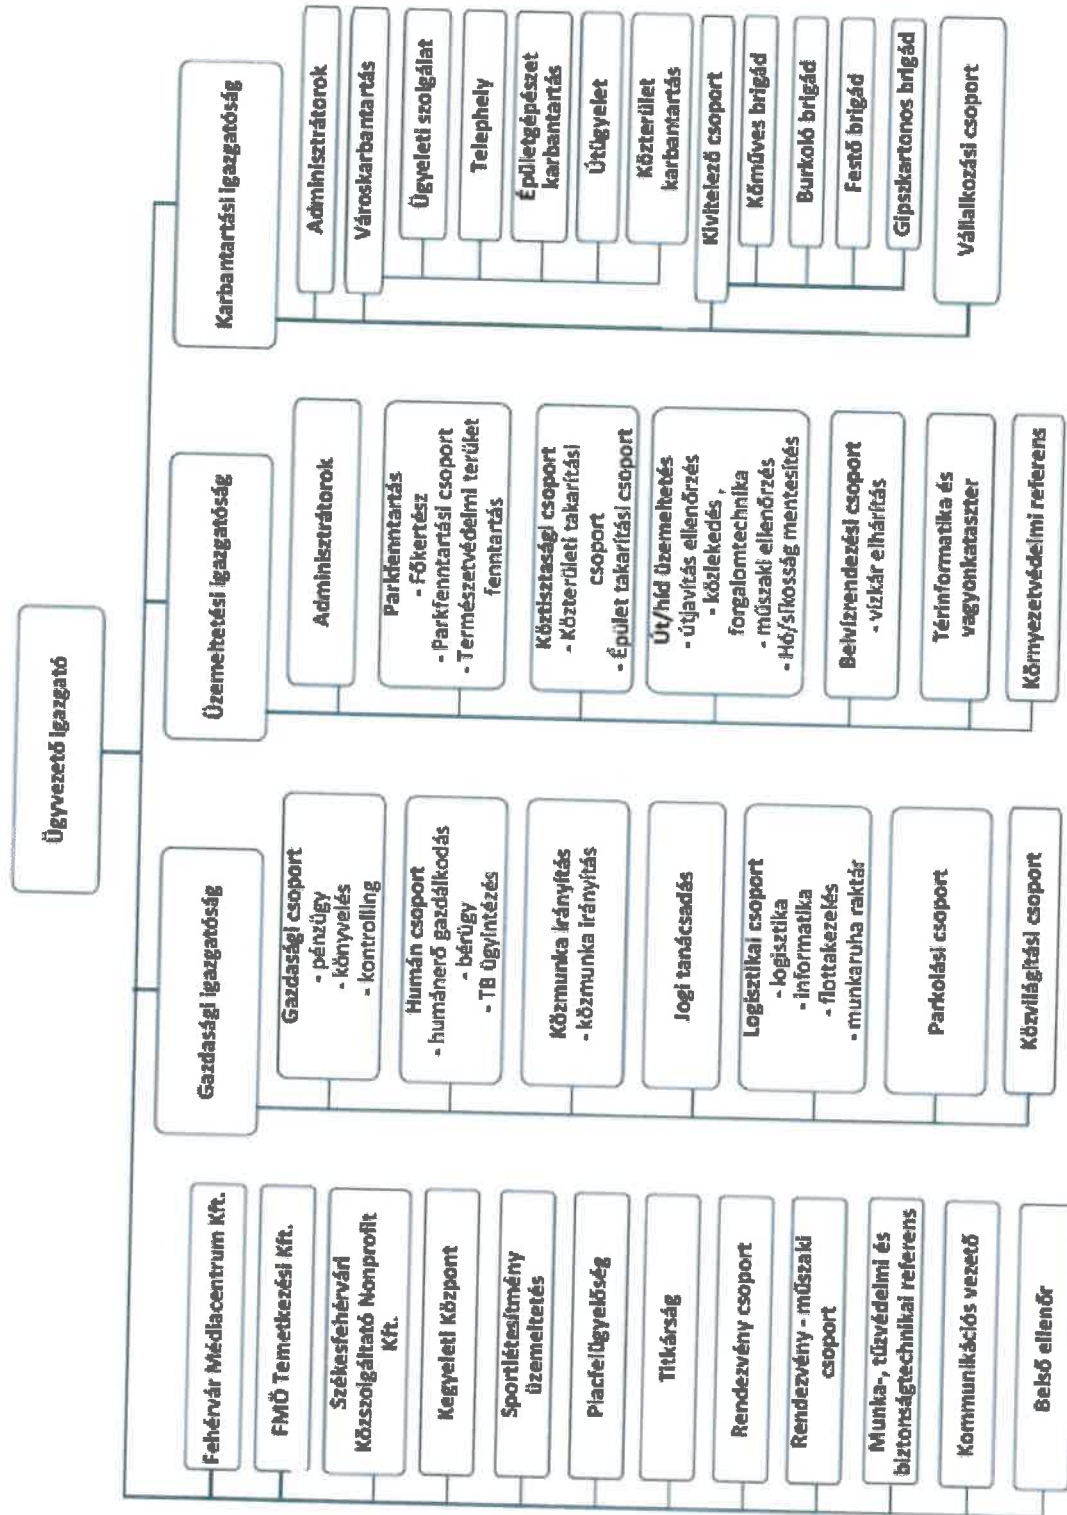 Ügyvezető igazgató
Fehérvár Médiacentrum Kft.
FMÖ Temetkezési Kft.
Székesfehérvári
Közszolgáltató Nonprofit
Kft.
Kegyeleti Központ
Sportlétesítmény
üzemeltetés
Piacfelügyelőség
Titkárság
Rendezvény csoport
Rendezvény - műszaki
csoport
Munka-, tűzvédelmi és
biztonságtechnikai referens
Kommunikációs vezető
Belső ellenőr
Gazdasági igazgatóság
Gazdasági csoport
- pénzügy
- könyvelés
- kontrolling
Humán csoport
- humánerő gazdálkodás
- bérügy
- TB ügyintézés
Közmunka irányítás
- közmunka irányítás
Jogi tanácsadás
Logisztikai csoport
- logisztika
- informatika
- flottakezelés
- munkaruha raktár
Parkolási csoport
Közvilágítási csoport
Üzemeltetési igazgatóság
Adminisztrátorok
Parkfenntartás
- Főkertész
- Parkfenntartási csoport
- Természetvédelmi terület
fenntartás
Köztisztasági csoport
- Közterületi takarítási
csoport
- Épület takarítási csoport
Út/híd üzemeltetés
- útjavítás ellenőrzés
- közlekedés ,
forgalomtechnika
- műszaki ellenőrzés
- Hó/síkosság mentesítés
Belvízrendezési csoport
- vízkár elhárítás
Térinformatika és
vagyonkataszter
Környezetvédelmi referens
Karbantartási igazgatóság
Adminisztrátorok
Városkarbantartás
Ügyeleti szolgálat
Telephely
Épületgépészet
karbantartás
Útügyelet
Közterület
karbantartás
Kivitelező csoport
Kőműves brigád
Burkoló brigád
Festő brigád
Gipszkartonos brigád
Vállalkozási csoport